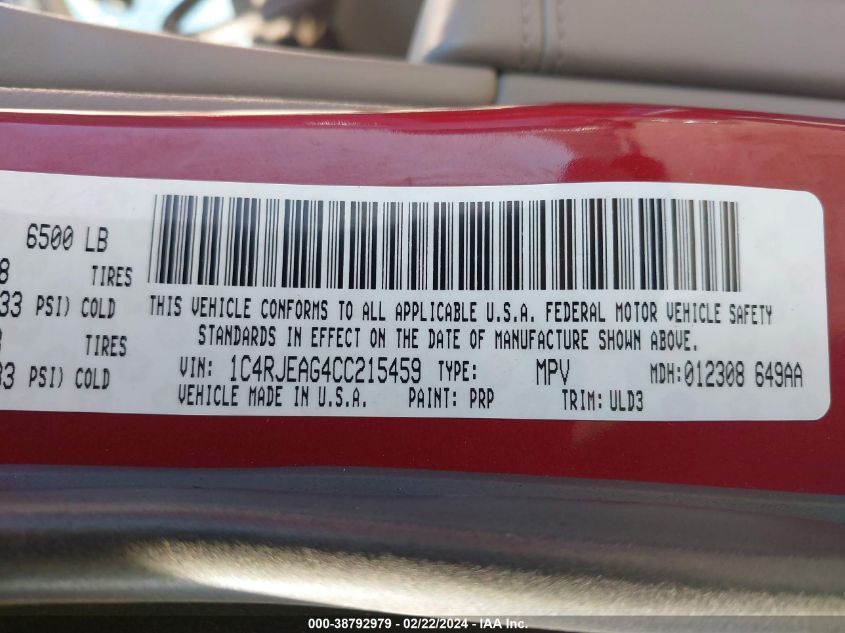 6500 LB
8 TIRES
33 PSI) COLD
TIRES
33 PSI) COLD
THIS VEHICLE CONFORMS TO ALL APPLICABLE U.S.A. FEDERAL MOTOR VEHICLE SAFETY
STANDARDS IN EFFECT ON THE DATE OF MANUFACTURE SHOWN ABOVE.
VIN: 1C4RJEAG4CC215459 TYPE: MPV MDH:012308 649AA
VEHICLE MADE IN U.S.A. PAINT: PRP TRIM: ULD3
000-38792979 - 02/22/2024 - IAA Inc.